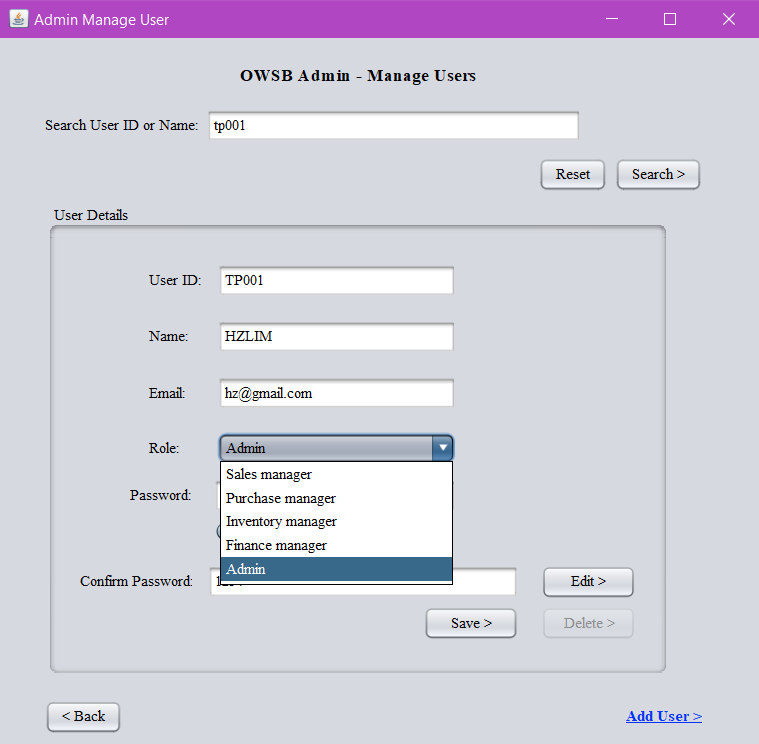 Admin Manage User
OWSB Admin - Manage Users
Search User ID or Name: tp001
Reset Search >
User Details
User ID: TP001
Name: HZLIM
Email: hz@gmail.com
Role: Admin
Sales manager
Purchase manager
Password:
Inventory manager
Finance manager
Admin
Confirm Password:
Edit >
Save > Delete >
< Back Add User >